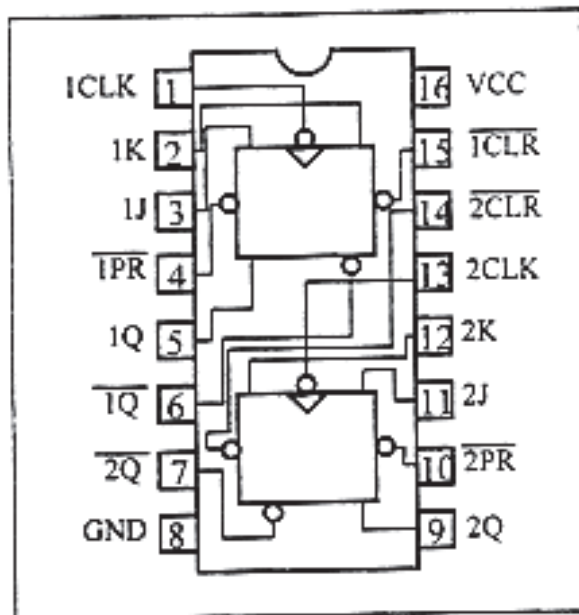 1CLK 1 16 VCC
1K 2 15 1CLR
1J 3 14 2CLR
1PR 4 13 2CLK
1Q 5 12 2K
1Q 6 11 2J
2Q 7 10 2PR
GND 8 9 2Q